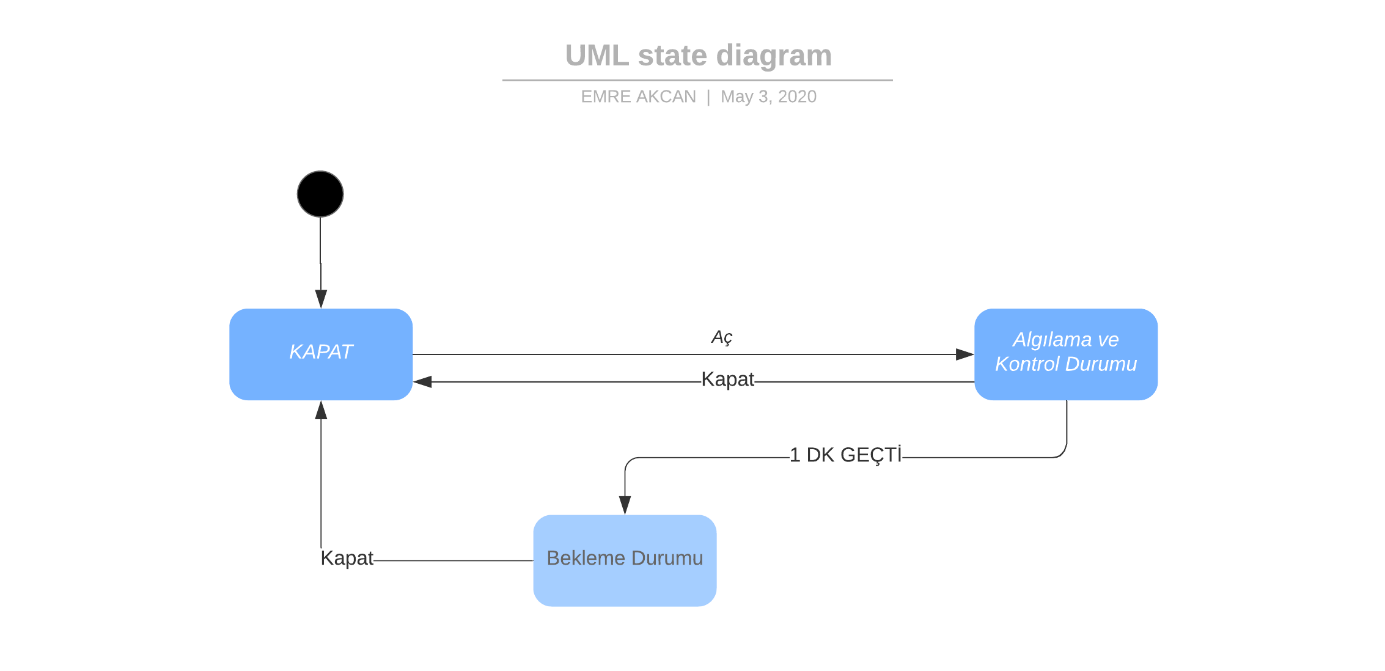 UML state diagram
EMRE AKCAN | May 3, 2020
KAPAT
Aç
Kapat
Algılama ve
Kontrol Durumu
1 DK GEÇTİ
Bekleme Durumu
Kapat